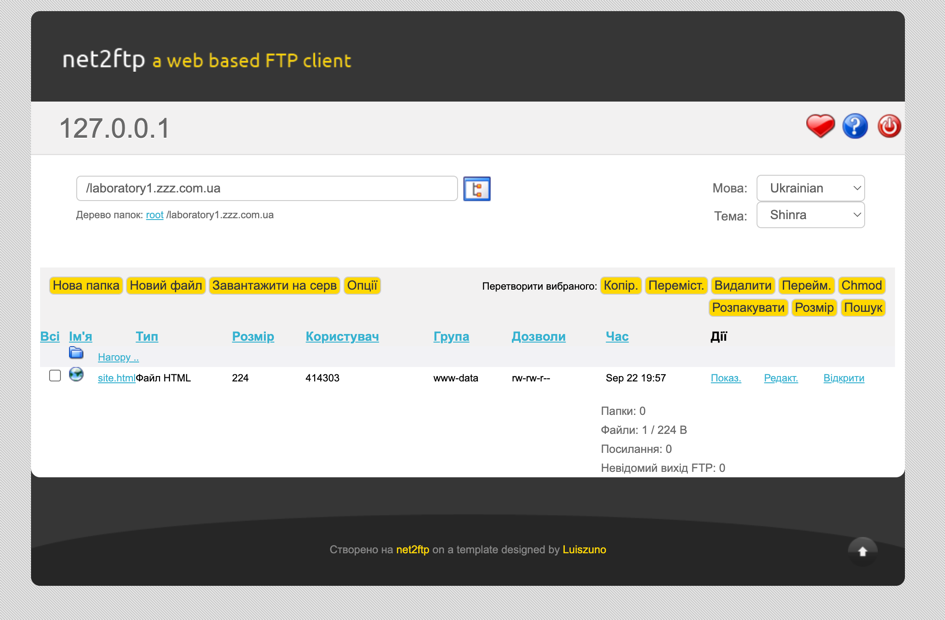 net2ftp a web based FTP client
127.0.0.1
/laboratory1.zzz.com.ua
Мова: Ukrainian
Дерево папок: root /laboratory1.zzz.com.ua
Тема: Shinra
Нова папка Новий файл Завантажити на серв Опції Перетворити вибраного: Копір. Переміст. Видалити Перейм. Chmod
Розпакувати Розмір Пошук
Всі Ім'я Тип Розмір Користувач Група Дозволи Час Дії
Нагору ..
site.html Файл HTML 224 414303 www-data rw-rw-r-- Sep 22 19:57 Показ. Редакт. Відкрити
Папки: 0
Файли: 1 / 224 B
Посилання: 0
Невідомий вихід FTP: 0
Створено на net2ftp on a template designed by Luiszuno